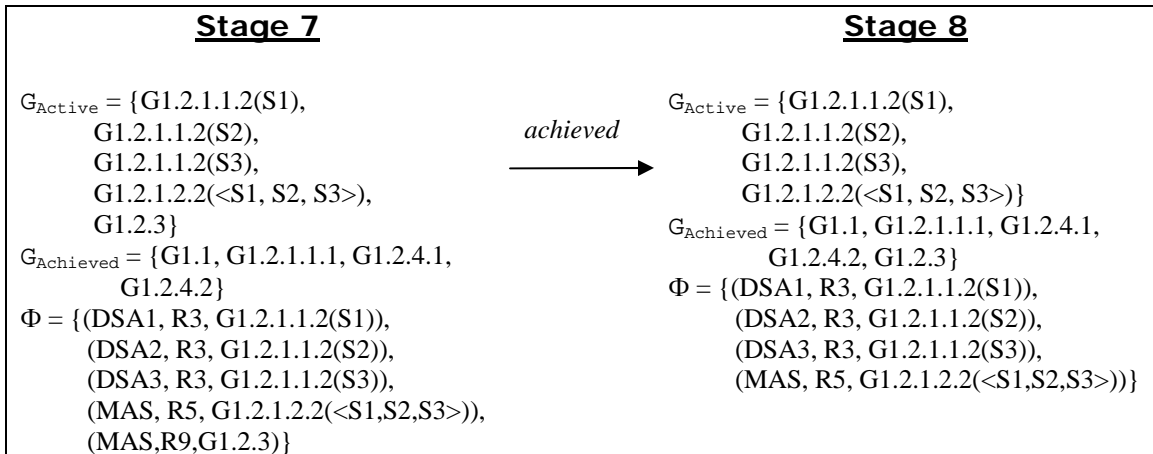 Stage 7
G_Active = {G1.2.1.1.2(S1),
G1.2.1.1.2(S2),
G1.2.1.1.2(S3),
G1.2.1.2.2(<S1, S2, S3>),
G1.2.3}
G_Achieved = {G1.1, G1.2.1.1.1, G1.2.4.1,
G1.2.4.2}
Φ = {(DSA1, R3, G1.2.1.1.2(S1)),
(DSA2, R3, G1.2.1.1.2(S2)),
(DSA3, R3, G1.2.1.1.2(S3)),
(MAS, R5, G1.2.1.2.2(<S1,S2,S3>)),
(MAS,R9,G1.2.3)}
achieved
Stage 8
G_Active = {G1.2.1.1.2(S1),
G1.2.1.1.2(S2),
G1.2.1.1.2(S3),
G1.2.1.2.2(<S1, S2, S3>)}
G_Achieved = {G1.1, G1.2.1.1.1, G1.2.4.1,
G1.2.4.2, G1.2.3}
Φ = {(DSA1, R3, G1.2.1.1.2(S1)),
(DSA2, R3, G1.2.1.1.2(S2)),
(DSA3, R3, G1.2.1.1.2(S3)),
(MAS, R5, G1.2.1.2.2(<S1,S2,S3>))}